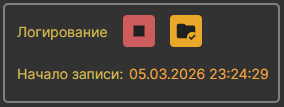 Логирование
Начало записи: 05.03.2026 23:24:29